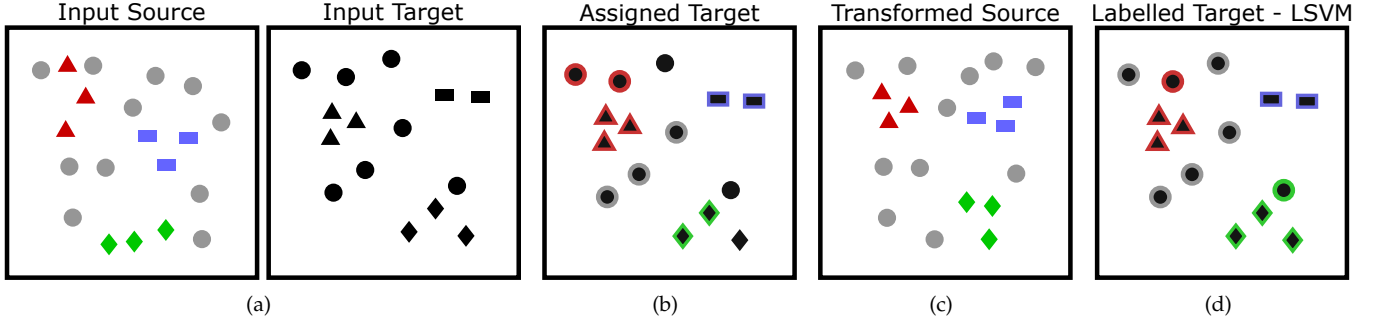 Input Source
Input Target
Assigned Target
Transformed Source
Labelled Target - LSVM
(a)
(b)
(c)
(d)